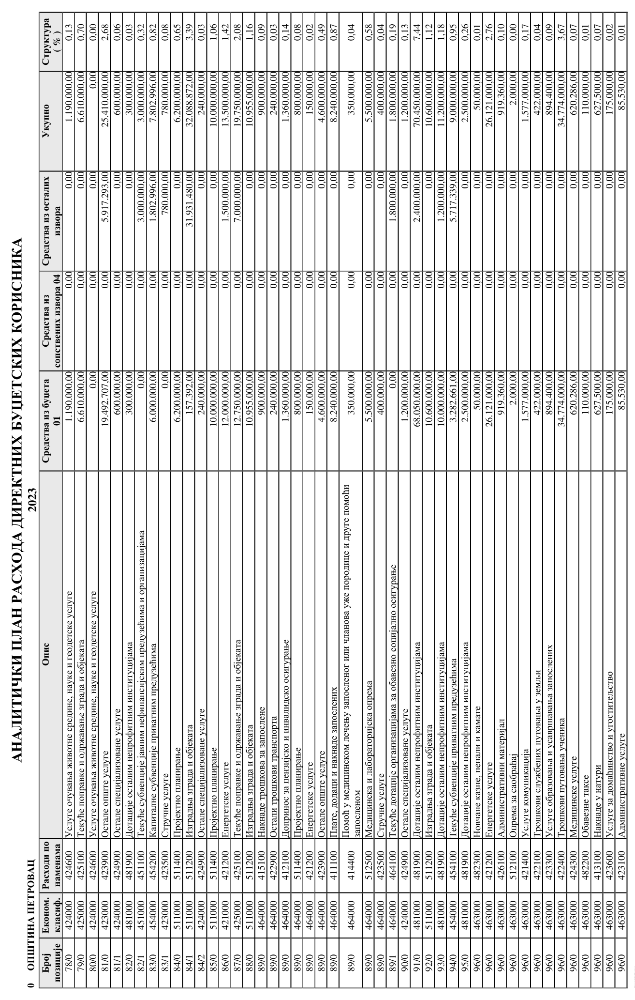 АНАЛИТИЧКИ ПЛАН РАСХОДА ДИРЕКТНИХ БУЏЕТСКИХ КОРИСНИКА
2023
0 ОПШТИНА ПЕТРОВАЦ
Број позиције Економ. класиф. Расходи по наменама Опис Средства из буџета 01 Средства из сопствених извора 04 Средства из осталих извора Укупно Структура ( % )
78/0 424000 424600 Услуге очувања животне средине, науке и геодетске услуге 1.190.000,00 0,00 0,00 1.190.000,00 0,13
79/0 425000 425100 Текуће поправке и одржавање зграда и објеката 6.610.000,00 0,00 0,00 6.610.000,00 0,70
80/0 424000 424600 Услуге очувања животне средине, науке и геодетске услуге 0,00 0,00 0,00 0,00 0,00
81/0 423000 423900 Остале опште услуге 19.492.707,00 0,00 5.917.293,00 25.410.000,00 2,68
81/1 424000 424900 Остале специјализоване услуге 600.000,00 0,00 0,00 600.000,00 0,06
82/0 481000 481900 Дотације осталим непрофитним институцијама 300.000,00 0,00 0,00 300.000,00 0,03
82/1 451000 451100 Текуће субвенције јавним нефинансијским предузећима и организацијама 0,00 0,00 3.000.000,00 3.000.000,00 0,32
83/0 454000 454200 Капиталне субвенције приватним предузећима 6.000.000,00 0,00 1.802.996,00 7.802.996,00 0,82
83/1 423000 423500 Стручне услуге 0,00 0,00 780.000,00 780.000,00 0,08
84/0 511000 511400 Пројектно планирање 6.200.000,00 0,00 0,00 6.200.000,00 0,65
84/1 511000 511200 Изградња зграда и објеката 157.392,00 0,00 31.931.480,00 32.088.872,00 3,39
84/2 424000 424900 Остале специјализоване услуге 240.000,00 0,00 0,00 240.000,00 0,03
85/0 511000 511400 Пројектно планирање 10.000.000,00 0,00 0,00 10.000.000,00 1,06
86/0 421000 421200 Енергетске услуге 12.000.000,00 0,00 1.500.000,00 13.500.000,00 1,42
87/0 425000 425100 Текуће поправке и одржавање зграда и објеката 12.750.000,00 0,00 7.000.000,00 19.750.000,00 2,08
88/0 511000 511200 Изградња зграда и објеката 10.955.000,00 0,00 0,00 10.955.000,00 1,16
89/0 464000 415100 Накнаде трошкова за запослене 900.000,00 0,00 0,00 900.000,00 0,09
89/0 464000 422900 Остали трошкови транспорта 240.000,00 0,00 0,00 240.000,00 0,03
89/0 464000 412100 Допринос за пензијско и инвалидско осигурање 1.360.000,00 0,00 0,00 1.360.000,00 0,14
89/0 464000 511400 Пројектно планирање 800.000,00 0,00 0,00 800.000,00 0,08
89/0 464000 421200 Енергетске услуге 150.000,00 0,00 0,00 150.000,00 0,02
89/0 464000 423900 Остале опште услуге 4.600.000,00 0,00 0,00 4.600.000,00 0,49
89/0 464000 411100 Плате, додаци и накнаде запослених 8.240.000,00 0,00 0,00 8.240.000,00 0,87
89/0 464000 414400 Помоћ у медицинском лечењу запосленог или чланова уже породице и друге помоћи запосленом 350.000,00 0,00 0,00 350.000,00 0,04
89/0 464000 512500 Медицинска и лабораторијска опрема 5.500.000,00 0,00 0,00 5.500.000,00 0,58
89/0 464000 423500 Стручне услуге 400.000,00 0,00 0,00 400.000,00 0,04
89/1 464000 464100 Текуће дотације организацијама за обавезно социјално осигурање 0,00 0,00 1.800.000,00 1.800.000,00 0,19
90/0 424000 424900 Остале специјализоване услуге 1.200.000,00 0,00 0,00 1.200.000,00 0,13
91/0 481000 481900 Дотације осталим непрофитним институцијама 68.050.000,00 0,00 2.400.000,00 70.450.000,00 7,44
92/0 511000 511200 Изградња зграда и објеката 10.600.000,00 0,00 0,00 10.600.000,00 1,12
93/0 481000 481900 Дотације осталим непрофитним институцијама 10.000.000,00 0,00 1.200.000,00 11.200.000,00 1,18
94/0 454000 454100 Текуће субвенције приватним предузећима 3.282.661,00 0,00 5.717.339,00 9.000.000,00 0,95
95/0 481000 481900 Дотације осталим непрофитним институцијама 2.500.000,00 0,00 0,00 2.500.000,00 0,26
96/0 463000 482300 Новчане казне, пенали и камате 50.000,00 0,00 0,00 50.000,00 0,01
96/0 463000 421200 Енергетске услуге 26.121.000,00 0,00 0,00 26.121.000,00 2,76
96/0 463000 426100 Административни материјал 919.360,00 0,00 0,00 919.360,00 0,10
96/0 463000 512100 Опрема за саобраћај 2.000,00 0,00 0,00 2.000,00 0,00
96/0 463000 421400 Услуге комуникација 1.577.000,00 0,00 0,00 1.577.000,00 0,17
96/0 463000 422100 Трошкови службених путовања у земљи 422.000,00 0,00 0,00 422.000,00 0,04
96/0 463000 423300 Услуге образовања и усавршавања запослених 894.400,00 0,00 0,00 894.400,00 0,09
96/0 463000 422400 Трошкови путовања ученика 34.774.000,00 0,00 0,00 34.774.000,00 3,67
96/0 463000 424300 Медицинске услуге 620.286,00 0,00 0,00 620.286,00 0,07
96/0 463000 482200 Обавезне таксе 110.000,00 0,00 0,00 110.000,00 0,01
96/0 463000 413100 Накнаде у натури 627.500,00 0,00 0,00 627.500,00 0,07
96/0 463000 423600 Услуге за домаћинство и угоститељство 175.000,00 0,00 0,00 175.000,00 0,02
96/0 463000 423100 Административне услуге 85.530,00 0,00 0,00 85.530,00 0,01